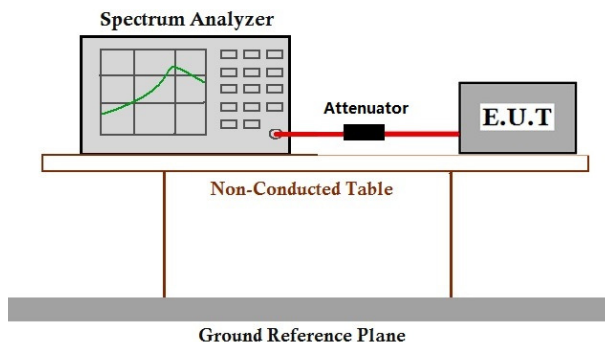 Spectrum Analyzer
Attenuator
E.U.T
Non-Conducted Table
Ground Reference Plane